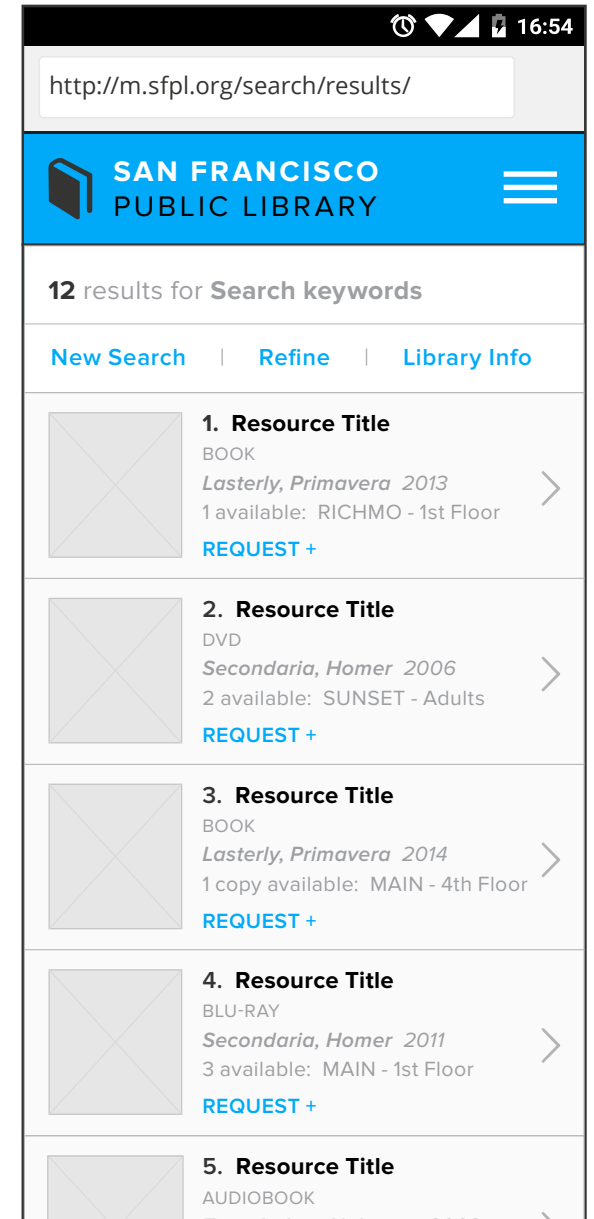 16:54
http://m.sfpl.org/search/results/
SAN FRANCISCO
PUBLIC LIBRARY
12 results for Search keywords
New Search | Refine | Library Info
1. Resource Title
BOOK
Lasterly, Primavera 2013
1 available: RICHMO - 1st Floor
REQUEST +
2. Resource Title
DVD
Secondaria, Homer 2006
2 available: SUNSET - Adults
REQUEST +
3. Resource Title
BOOK
Lasterly, Primavera 2014
1 copy available: MAIN - 4th Floor
REQUEST +
4. Resource Title
BLU-RAY
Secondaria, Homer 2011
3 available: MAIN - 1st Floor
REQUEST +
5. Resource Title
AUDIOBOOK